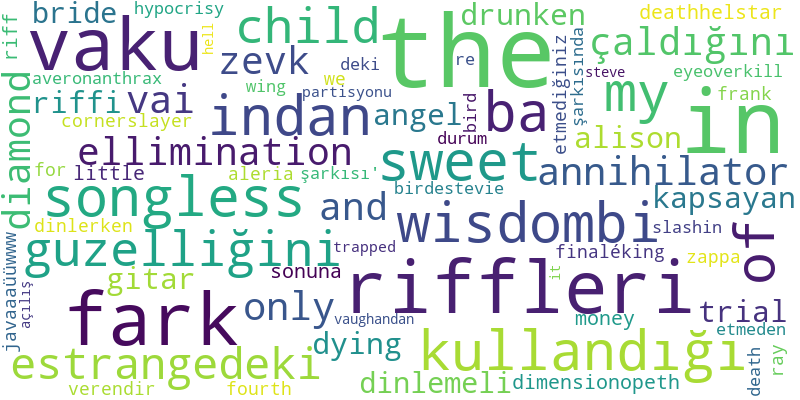 hypocrisy
bride
riff
hell
drunken
deathhelstar
child
the
vaku
zevk
deki
we
re
çaldığını
averonanthrax
eyeoverkill
riffi
vai
wing
partisyonu
steve
my
frank
in
diamond
cornerslayer
indan
angel
bird
ba
şarkısında
etmediğiniz
alison
durum
ellimination
little
for
aleria
şarkısı'
sweet
annihilator
songless
and
birdestevie
kapsayan
wisdombi
of
dinlerken
guzelliğini
trapped
slashin
finaléking
zappa
javaaaüüwww
açılış
gitar
sonuna
riffleri
it
fark
only
vaughandan
money
trial
etmeden
dying
kullandığı
estrangedeki
verendir
fourth
dinlemeli
dimensionopeth
death
ray